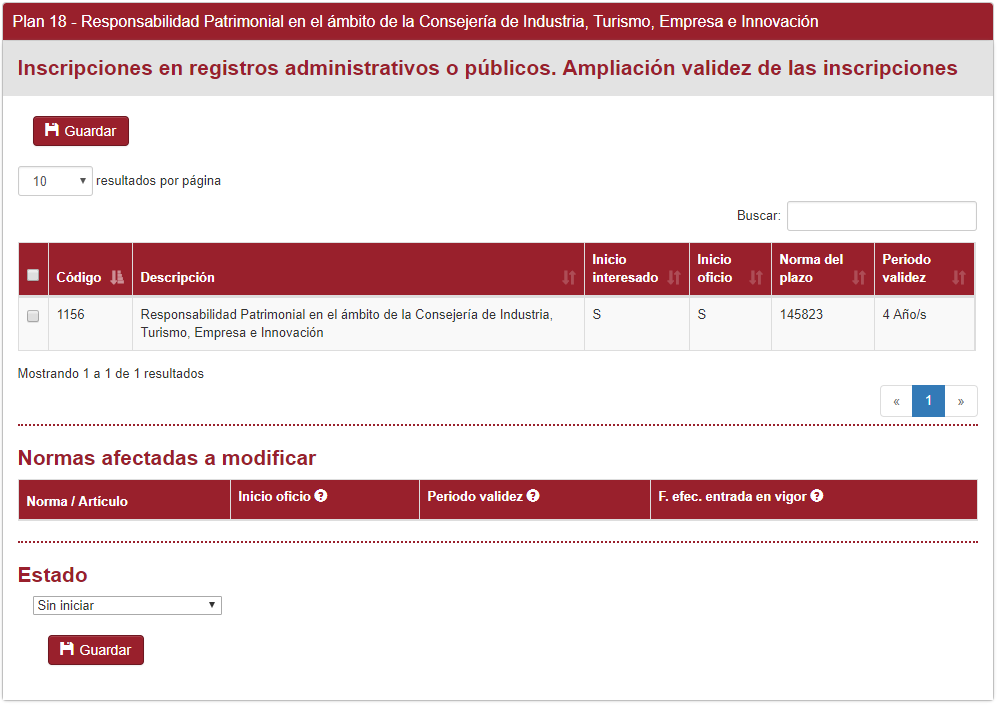 Plan 18 - Responsabilidad Patrimonial en el ámbito de la Consejería de Industria, Turismo, Empresa e Innovación
Inscripciones en registros administrativos o públicos. Ampliación validez de las inscripciones
Guardar
10 resultados por página
Buscar:
Código Descripción Inicio interesado Inicio oficio Norma del plazo Periodo validez
1156 Responsabilidad Patrimonial en el ámbito de la Consejería de Industria, S S 145823 4 Año/s
Turismo, Empresa e Innovación
Mostrando 1 a 1 de 1 resultados
« 1 »
Normas afectadas a modificar
Norma / Artículo Inicio oficio ? Periodo validez ? F. efec. entrada en vigor ?
Estado
Sin iniciar
Guardar